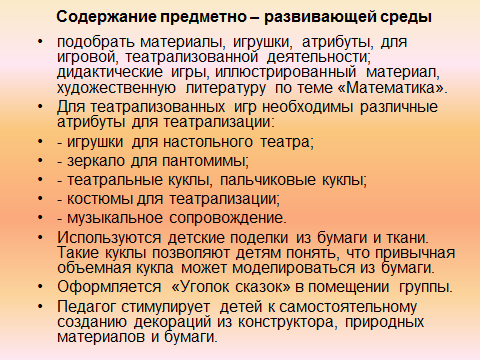 Содержание предметно – развивающей среды
• подобрать материалы, игрушки, атрибуты, для
игровой, театрализованной деятельности;
дидактические игры, иллюстрированный материал,
художественную литературу по теме «Математика».
• Для театрализованных игр необходимы различные
атрибуты для театрализации:
• - игрушки для настольного театра;
• - зеркало для пантомимы;
• - театральные куклы, пальчиковые куклы;
• - костюмы для театрализации;
• - музыкальное сопровождение.
• Используются детские поделки из бумаги и ткани.
Такие куклы позволяют детям понять, что привычная
объемная кукла может моделироваться из бумаги.
• Оформляется «Уголок сказок» в помещении группы.
• Педагог стимулирует детей к самостоятельному
созданию декораций из конструктора, природных
материалов и бумаги.